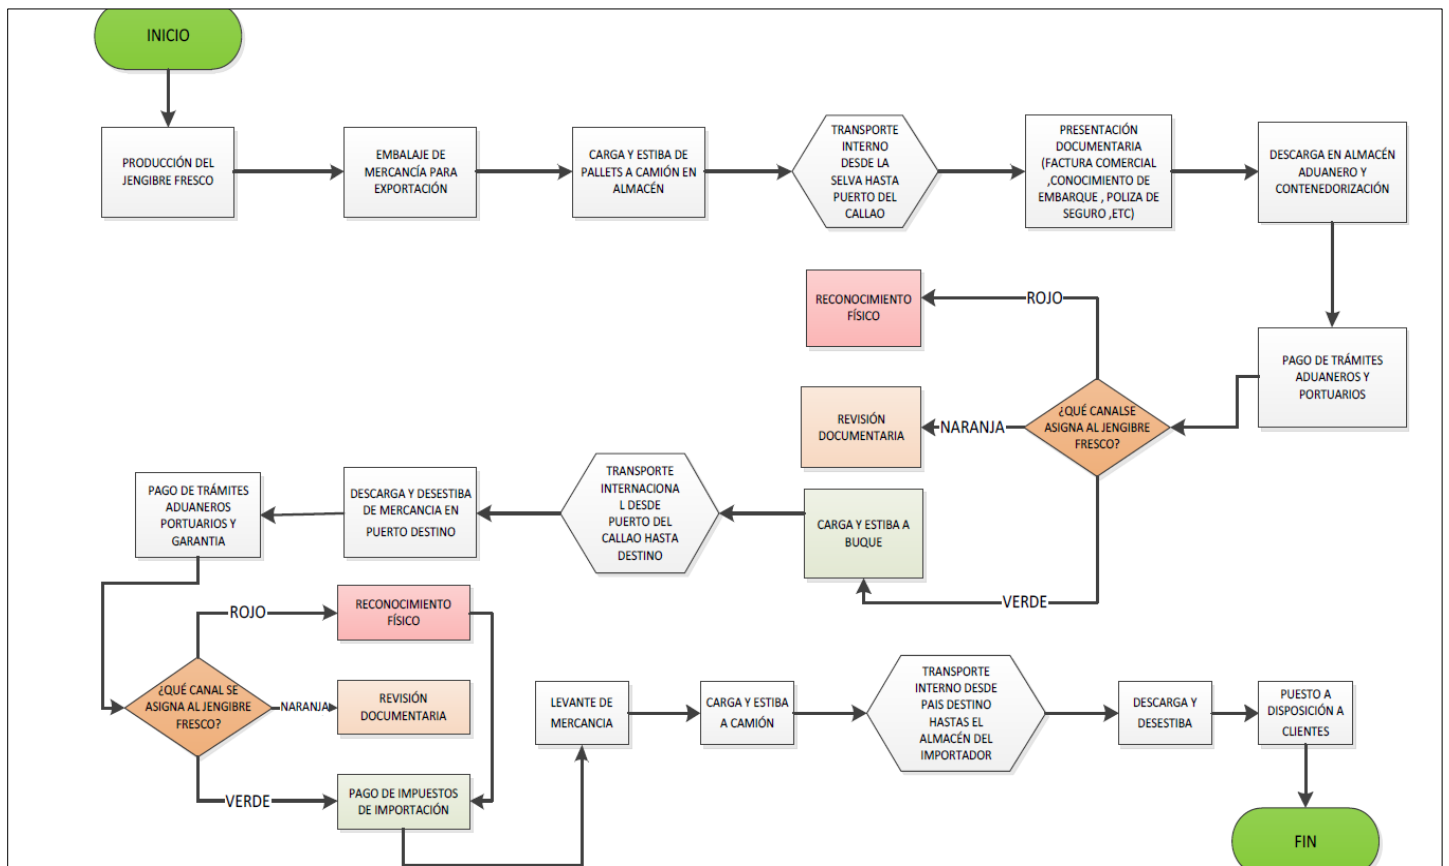 INICIO
PRODUCCIÓN DEL
JENGIBRE FRESCO
EMBALAJE DE
MERCANCÍA PARA
EXPORTACIÓN
CARGA Y ESTIBA DE
PALLETS A CAMIÓN EN
ALMACÉN
TRANSPORTE
INTERNO
DESDE LA
SELVA HASTA
PUERTO DEL
CALLAO
PRESENTACIÓN
DOCUMENTARIA
(FACTURA COMERCIAL
,CONOCIMIENTO DE
EMBARQUE , POLIZA DE
SEGURO ,ETC)
DESCARGA EN ALMACÉN
ADUANERO Y
CONTENEDORIZACIÓN
PAGO DE TRÁMITES
ADUANEROS Y
PORTUARIOS
¿QUÉ CANALSE
ASIGNA AL JENGIBRE
FRESCO?
ROJO
RECONOCIMIENTO
FÍSICO
NARANJA
REVISIÓN
DOCUMENTARIA
VERDE
CARGA Y ESTIBA A
BUQUE
TRANSPORTE
INTERNACIONA
L DESDE
PUERTO DEL
CALLAO HASTA
DESTINO
DESCARGA Y DESESTIBA
DE MERCANCIA EN
PUERTO DESTINO
PAGO DE TRÁMITES
ADUANEROS
PORTUARIOS Y
GARANTIA
¿QUÉ CANAL SE
ASIGNA AL JENGIBRE
FRESCO?
ROJO
RECONOCIMIENTO
FÍSICO
NARANJA
REVISIÓN
DOCUMENTARIA
VERDE
PAGO DE IMPUESTOS
DE IMPORTACIÓN
LEVANTE DE
MERCANCIA
CARGA Y ESTIBA
A CAMIÓN
TRANSPORTE
INTERNO DESDE
PAIS DESTINO
HASTAS EL
ALMACÉN DEL
IMPORTADOR
DESCARGA Y
DESESTIBA
PUESTO A
DISPOSICIÓN A
CLIENTES
FIN